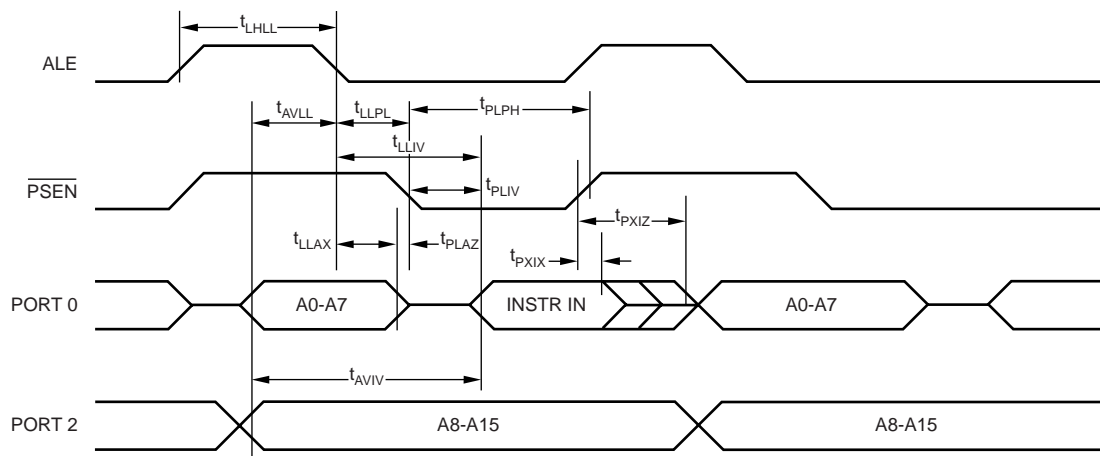 tLHLL
ALE
tAVLL tLLPL tPLPH
tLLIV
PSEN tPLIV
tPXIZ
tLLAX tPLAZ
tPXIX
PORT 0 A0-A7 INSTR IN A0-A7
tAVIV
PORT 2 A8-A15 A8-A15